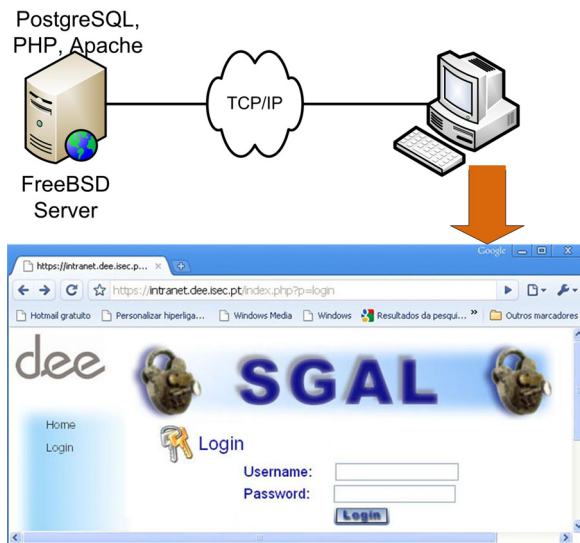 PostgreSQL,
PHP, Apache
TCP/IP
FreeBSD
Server
Google
https://intranet.dee.isec.p...
https://intranet.dee.isec.pt/index.php?p=login
Hotmail gratuito Personalizar hiperliga... Windows Media Windows Resultados da pesqui... » Outros marcadores
dee
SGAL
Home
Login
Login
Username:
Password:
Login